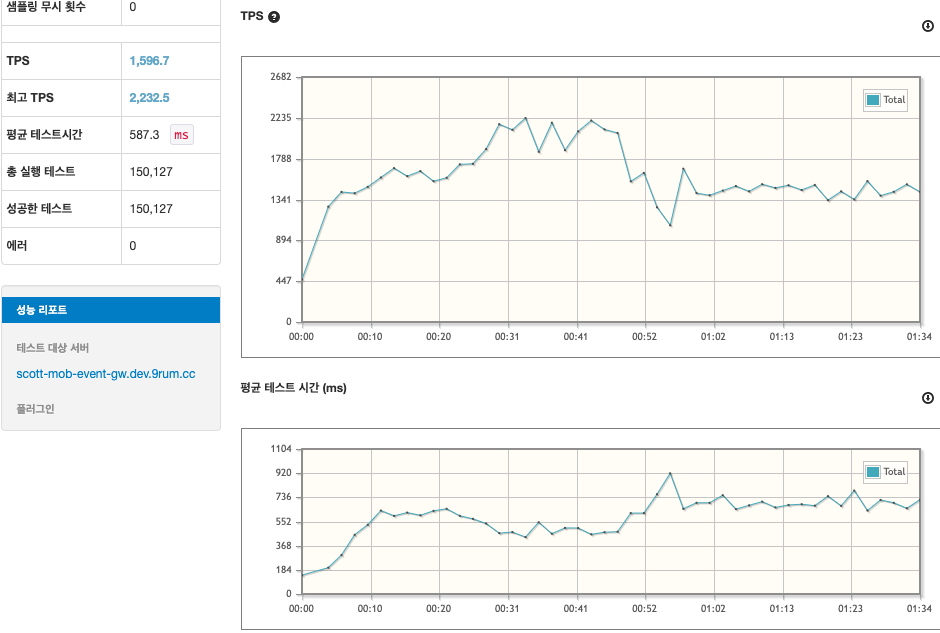 샘플링 무시 횟수 0
TPS 1,596.7
최고 TPS 2,232.5
평균 테스트시간 587.3 ms
총 실행 테스트 150,127
성공한 테스트 150,127
에러 0
성능 리포트
테스트 대상 서버
scott-mob-event-gw.dev.9rum.cc
플러그인
TPS ?
2682
2235
1788
1341
894
447
0
Total
00:00 00:10 00:20 00:31 00:41 00:52 01:02 01:13 01:23 01:34
평균 테스트 시간 (ms)
1104
920
736
552
368
184
0
Total
00:00 00:10 00:20 00:31 00:41 00:52 01:02 01:13 01:23 01:34